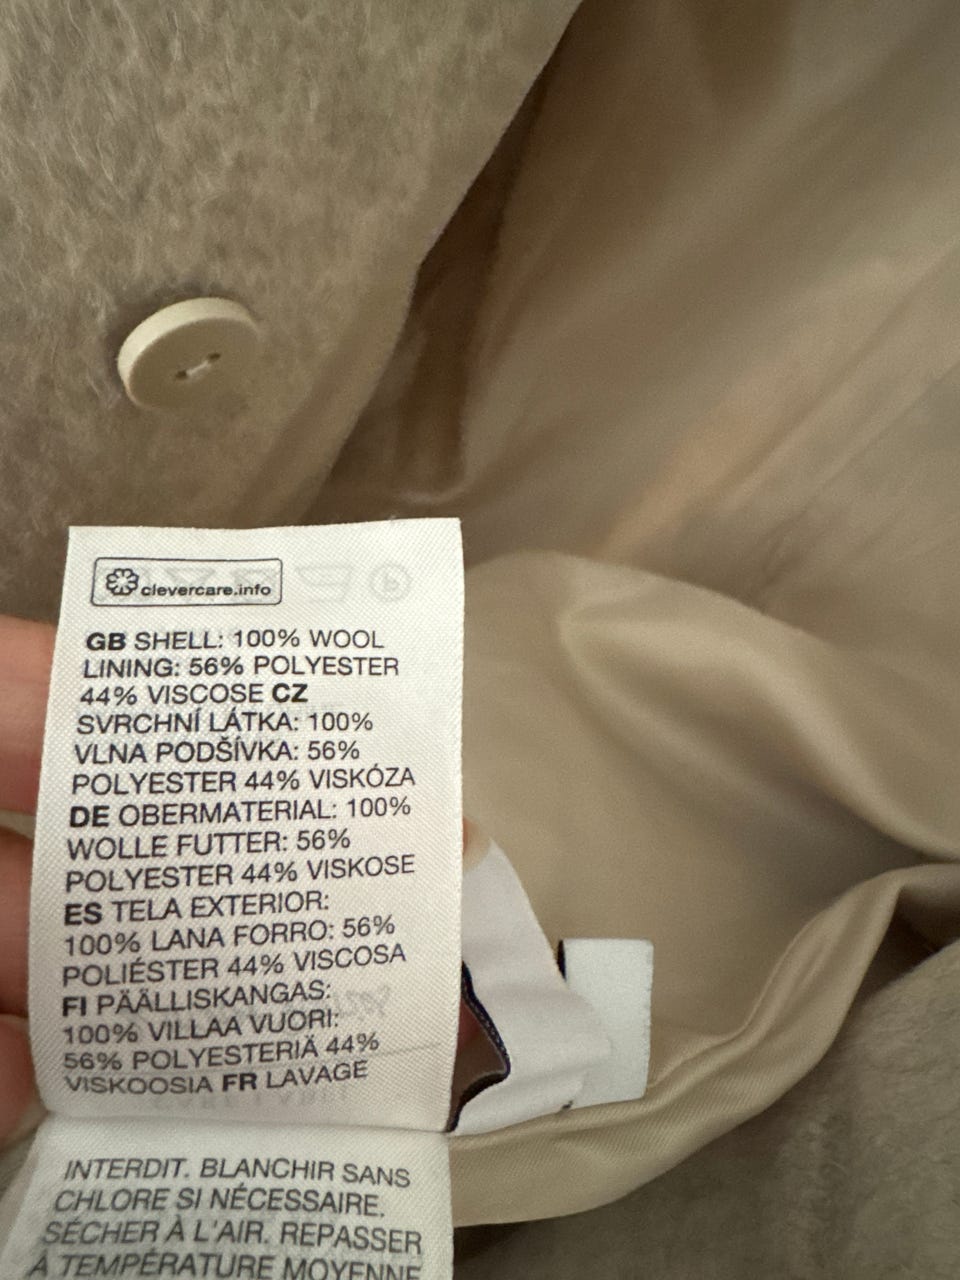 clevercare.info
GB SHELL: 100% WOOL
LINING: 56% POLYESTER
44% VISCOSE CZ
SVRCHNÍ LÁTKA: 100%
VLNA PODŠÍVKA: 56%
POLYESTER 44% VISKÓZA
DE OBERMATERIAL: 100%
WOLLE FUTTER: 56%
POLYESTER 44% VISKOSE
ES TELA EXTERIOR:
100% LANA FORRO: 56%
POLIÉSTER 44% VISCOSA
FI PÄÄLLISKANGAS:
100% VILLAA VUORI:
56% POLYESTERIÄ 44%
VISKOOSIA FR LAVAGE
INTERDIT. BLANCHIR SANS
CHLORE SI NÉCESSAIRE.
SÉCHER À L'AIR. REPASSER
À TEMPÉRATURE MOYENNE